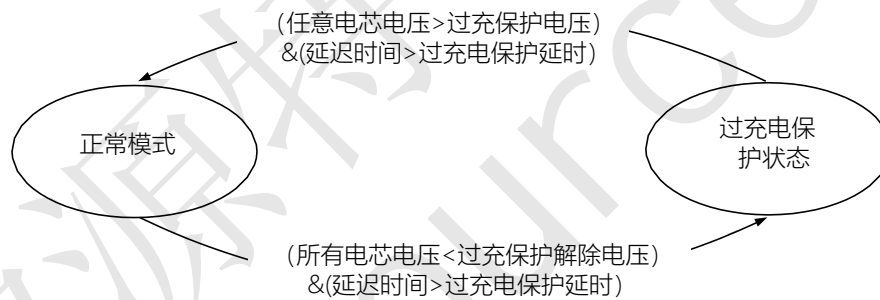 (任意电芯电压>过充保护电压)
&(延迟时间>过充电保护延时)
正常模式
过充电保
护状态
(所有电芯电压<过充保护解除电压)
&(延迟时间>过充电保护延时)
源特
ource